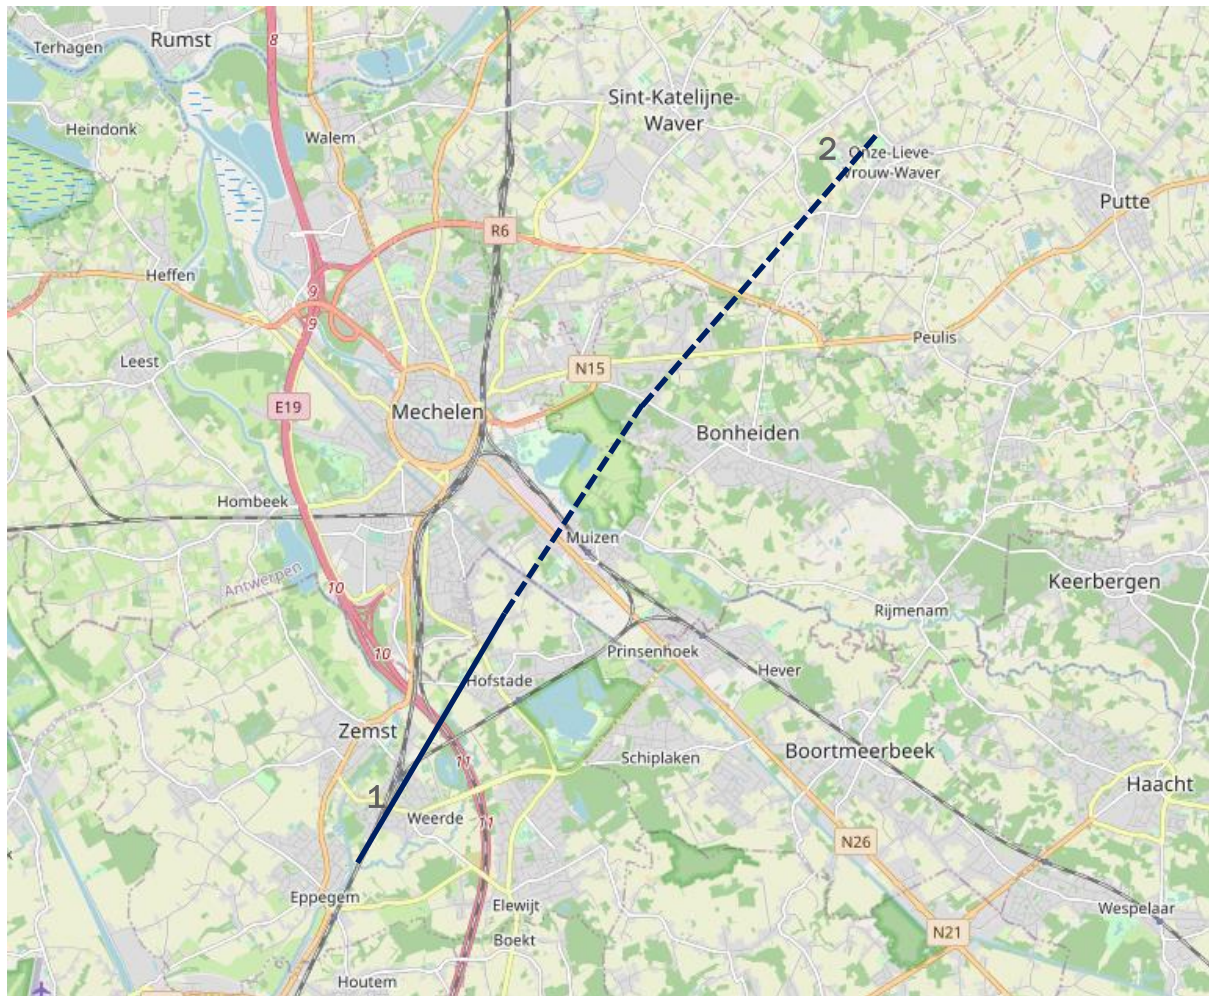 8
Rumst
Terhagen
Sint-Katelijne-
Waver
Heindonk
Walem
2
Onze-Lieve-
Vrouw-Waver
Putte
R6
Heffen
9
9
Peulis
Leest
N15
E19
Mechelen
Bonheiden
Hombeek
Muizen
Antwerpen
10
Keerbergen
Rijmenam
10
Prinsenhoek
Hever
Hofstade
Zemst
Boortmeerbeek
Schiplaken
11
Haacht
1
Weerde
11
N26
Eppegem
Elewijt
Wespelaar
N21
Boekt
Houtem